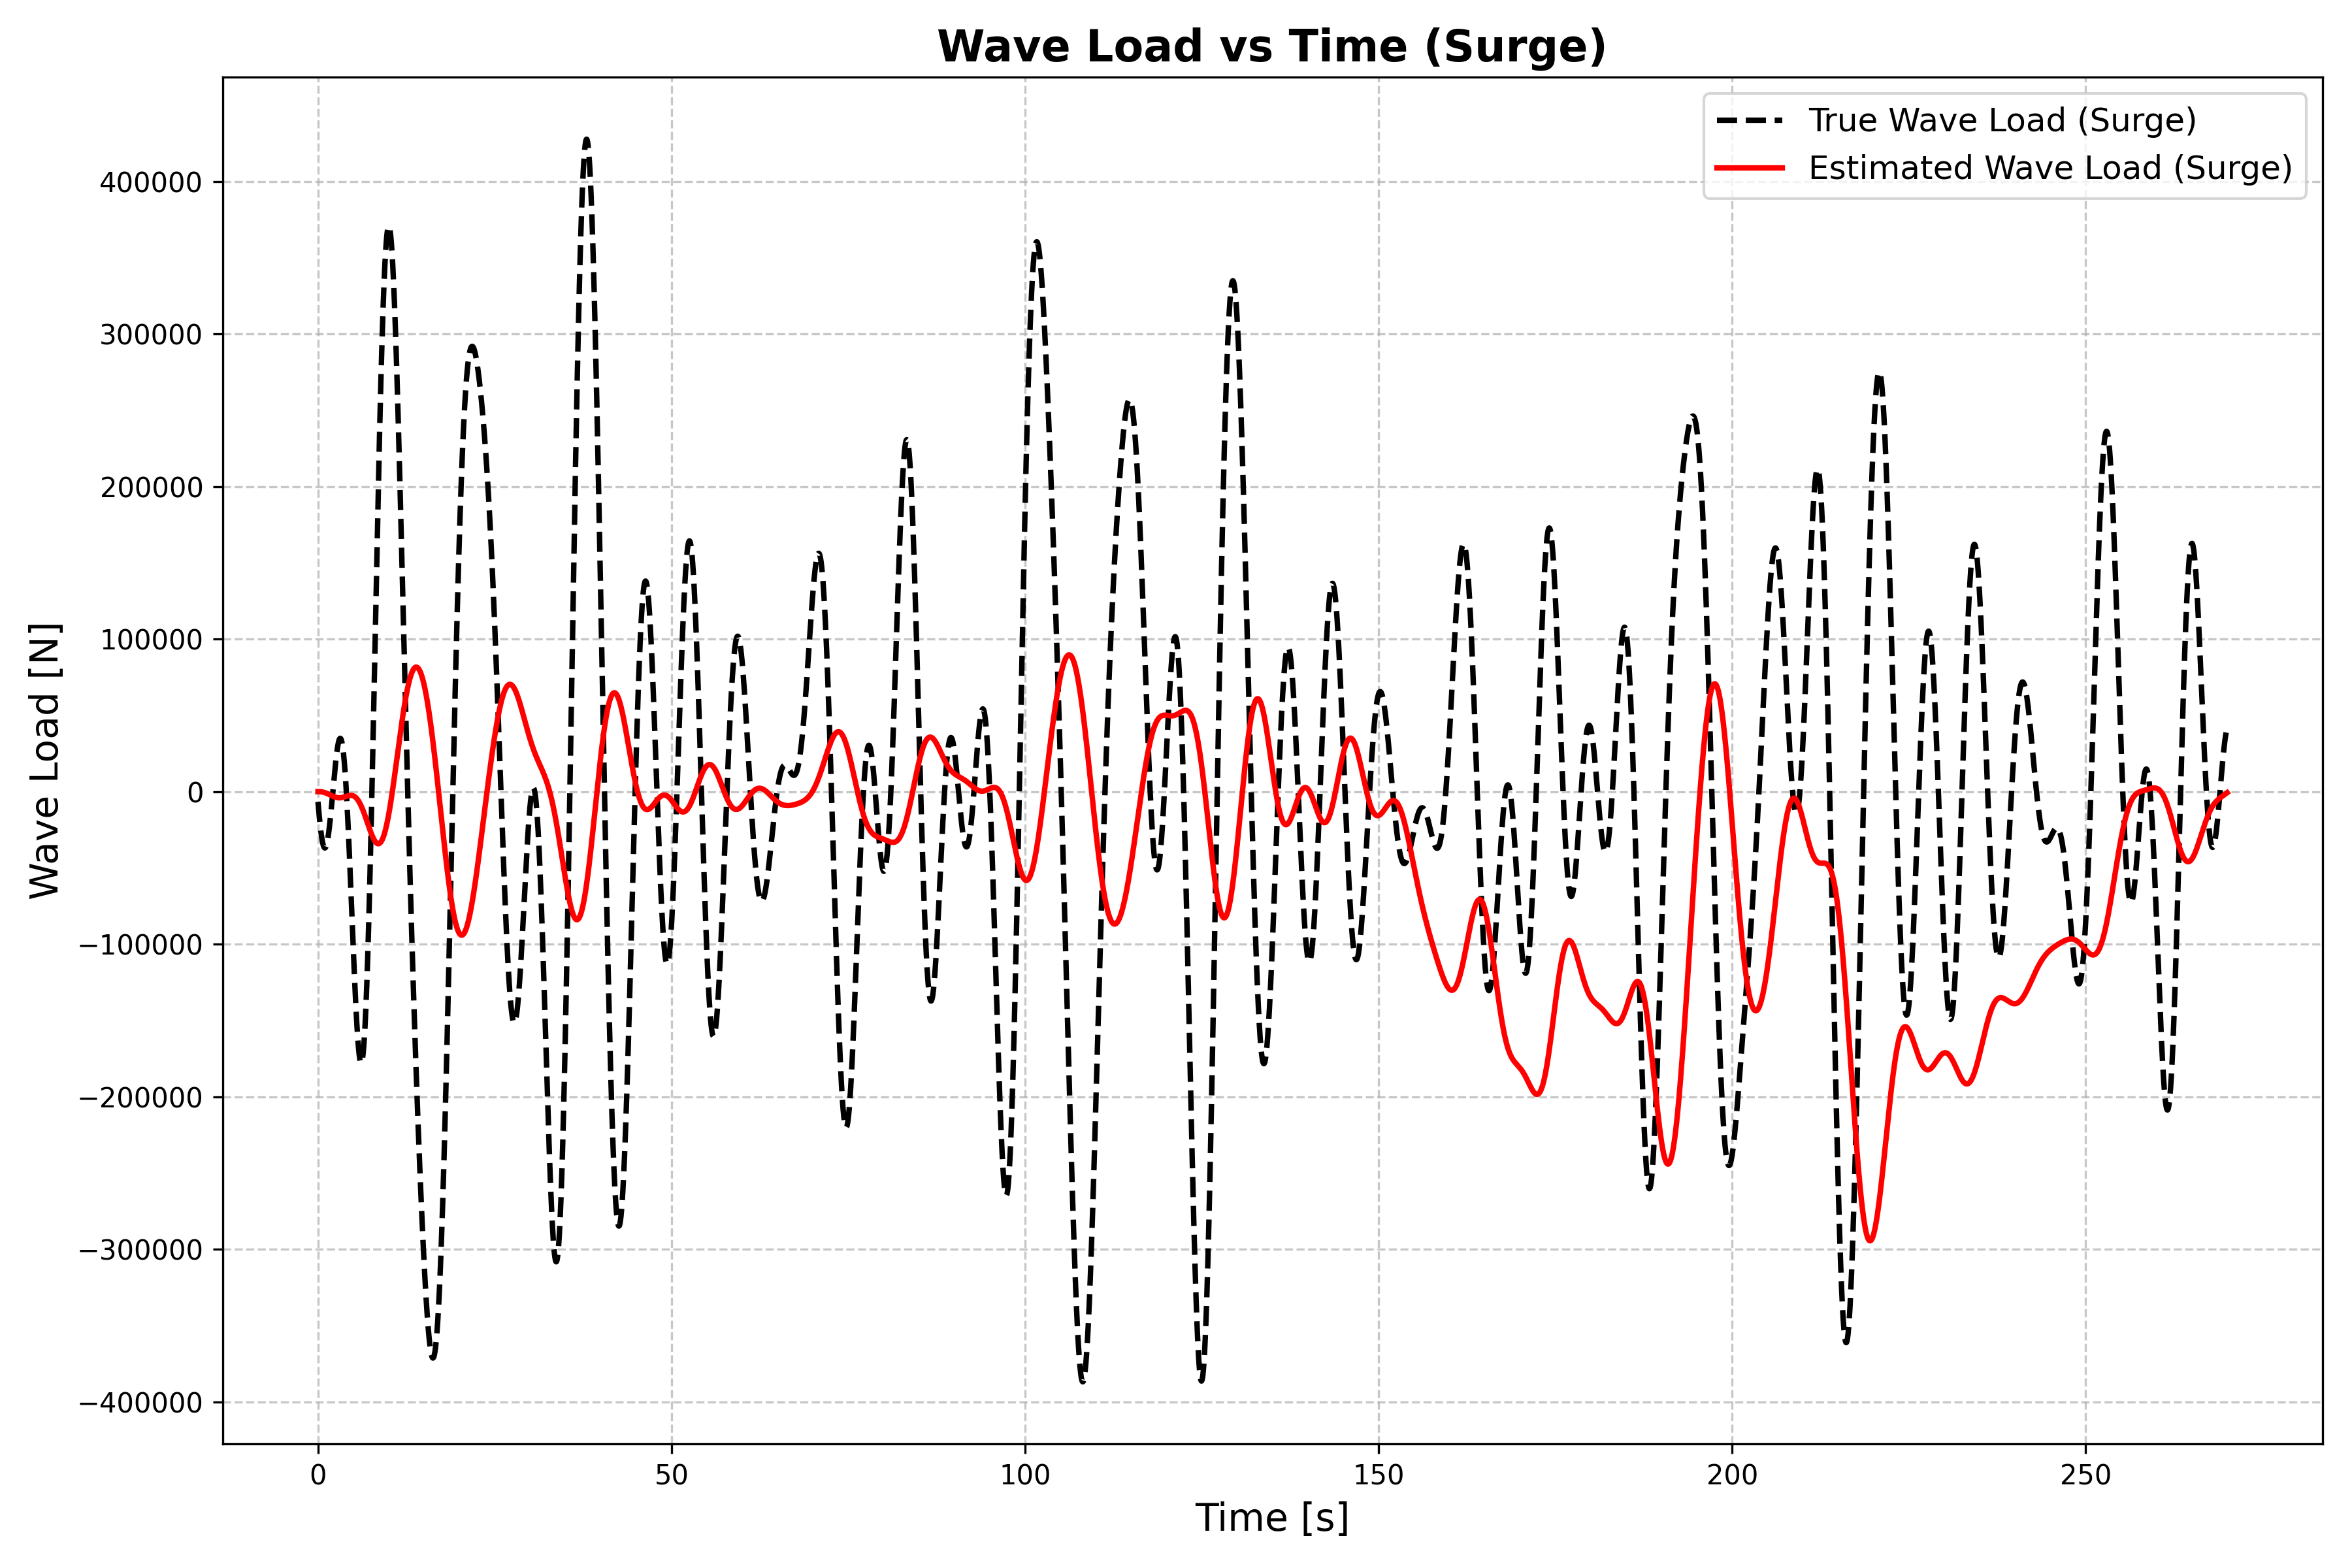 Wave Load vs Time (Surge)
True Wave Load (Surge)
Estimated Wave Load (Surge)
Wave Load [N]
400000
300000
200000
100000
0
−100000
−200000
−300000
−400000
0 50 100 150 200 250
Time [s]